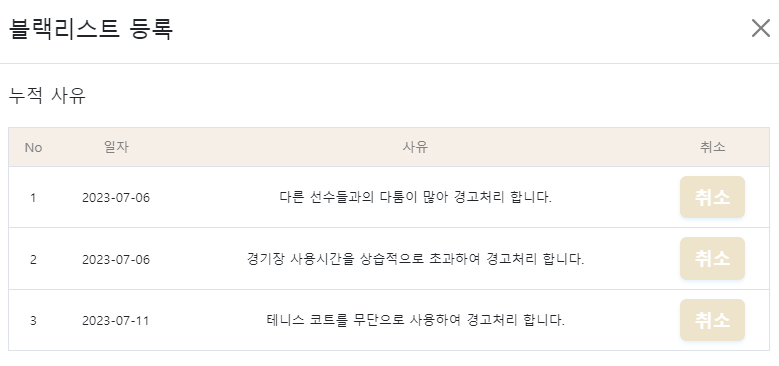 블랙리스트 등록
누적 사유
No 일자 사유 취소
1 2023-07-06 다른 선수들과의 다툼이 많아 경고처리 합니다. 취소
2 2023-07-06 경기장 사용시간을 상습적으로 초과하여 경고처리 합니다. 취소
3 2023-07-11 테니스 코트를 무단으로 사용하여 경고처리 합니다. 취소